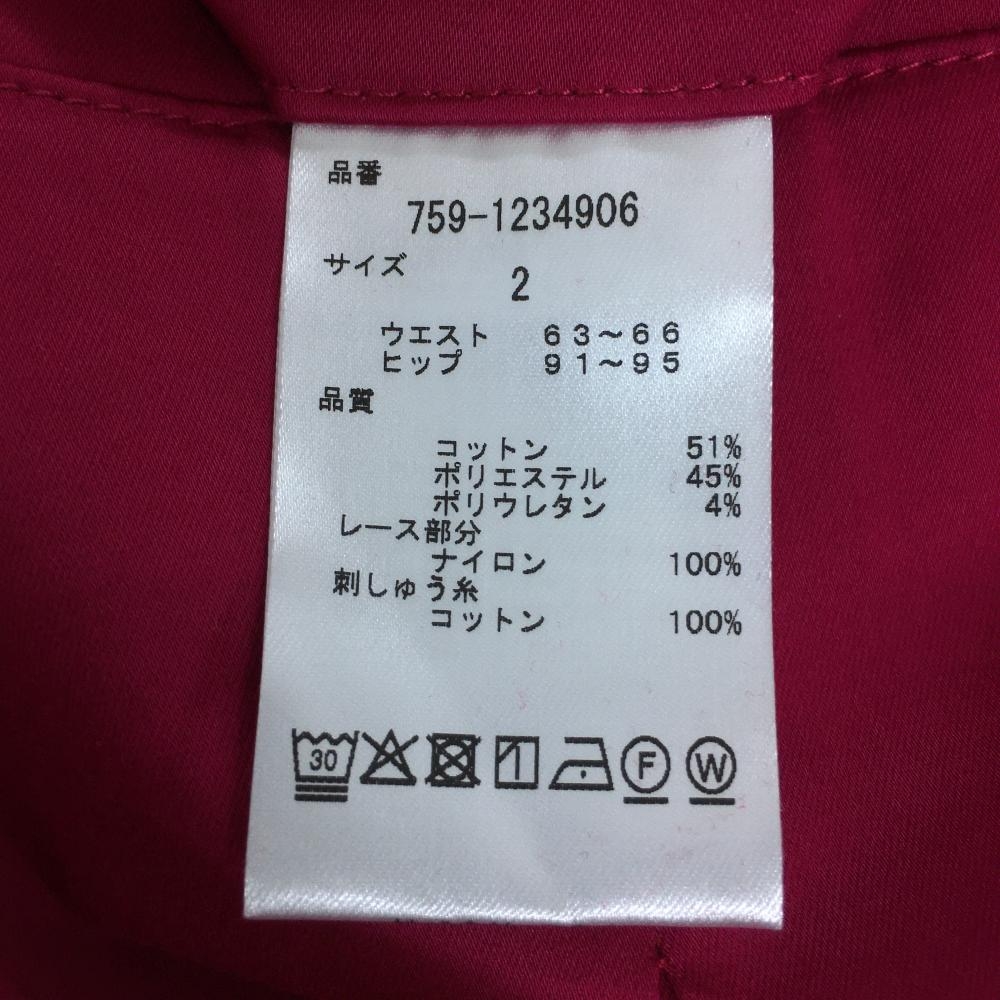 品番
759-1234906
サイズ
2
ウエスト 63～66
ヒップ 91～95
品質
コットン 51%
ポリエステル 45%
ポリウレタン 4%
レース部分
ナイロン 100%
刺しゅう糸
コットン 100%
30 F W